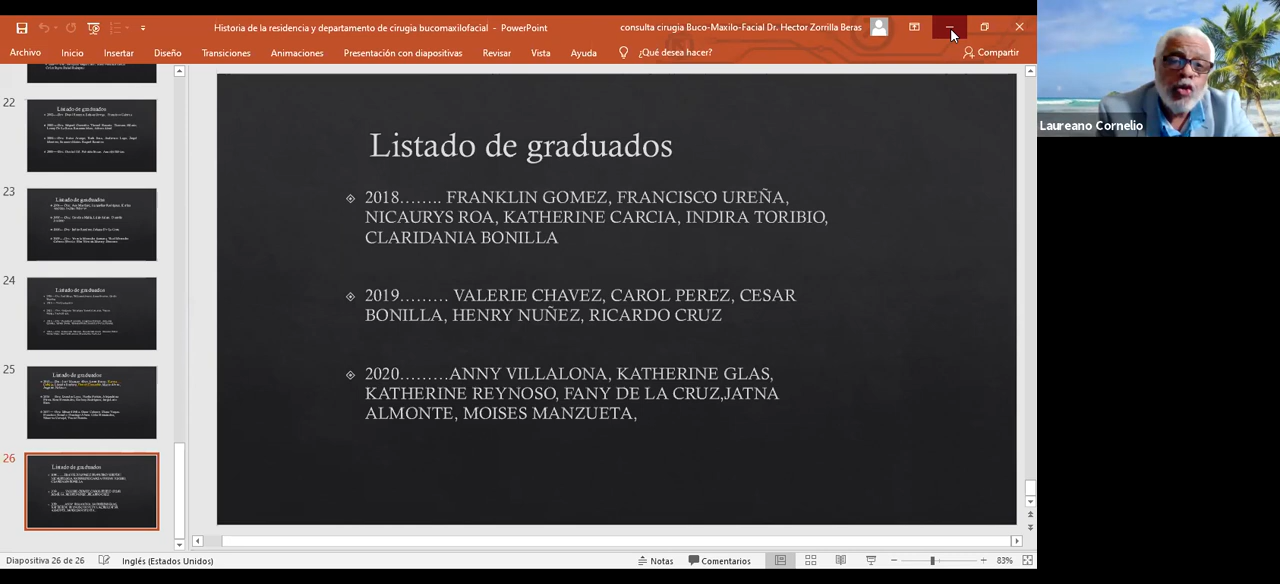 Historia de la residencia y departamento de cirugia bucomaxilofacial - PowerPoint
consulta cirugia Buco-Maxilo-Facial Dr. Hector Zorrilla Beras
Archivo Inicio Insertar Diseño Transiciones Animaciones Presentación con diapositivas Revisar Vista Ayuda ¿Qué desea hacer? Compartir
Laureano Cornelio
22
Listado de graduados
23
Listado de graduados
24
Listado de graduados
25
Listado de graduados
26
Listado de graduados
Listado de graduados
2018…….. FRANKLIN GOMEZ, FRANCISCO UREÑA,
NICAURYS ROA, KATHERINE CARCIA, INDIRA TORIBIO,
CLARIDANIA BONILLA
2019……… VALERIE CHAVEZ, CAROL PEREZ, CESAR
BONILLA, HENRY NUÑEZ, RICARDO CRUZ
2020………ANNY VILLALONA, KATHERINE GLAS,
KATHERINE REYNOSO, FANY DE LA CRUZ,JATNA
ALMONTE, MOISES MANZUETA,
Diapositiva 26 de 26 Inglés (Estados Unidos) Notas Comentarios 83%